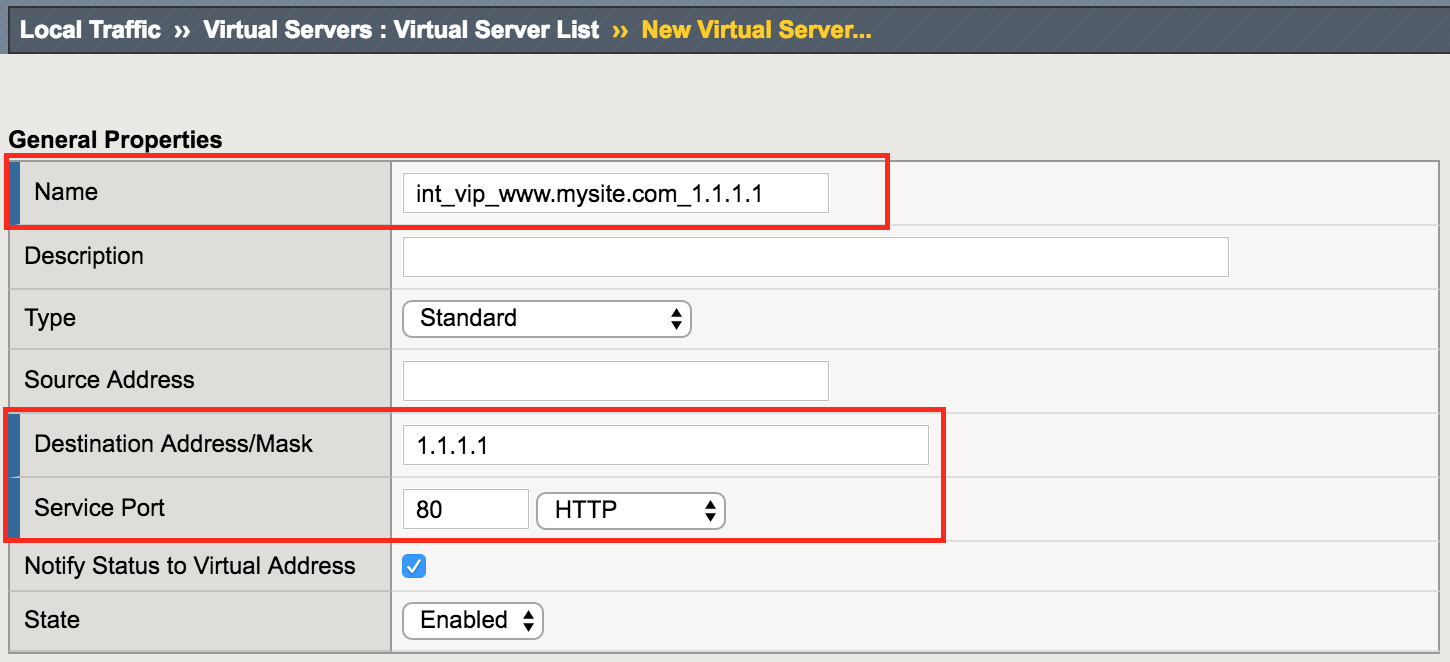 Local Traffic ›› Virtual Servers : Virtual Server List ›› New Virtual Server...
General Properties
Name int_vip_www.mysite.com_1.1.1.1
Description
Type Standard
Source Address
Destination Address/Mask 1.1.1.1
Service Port 80 HTTP
Notify Status to Virtual Address
State Enabled